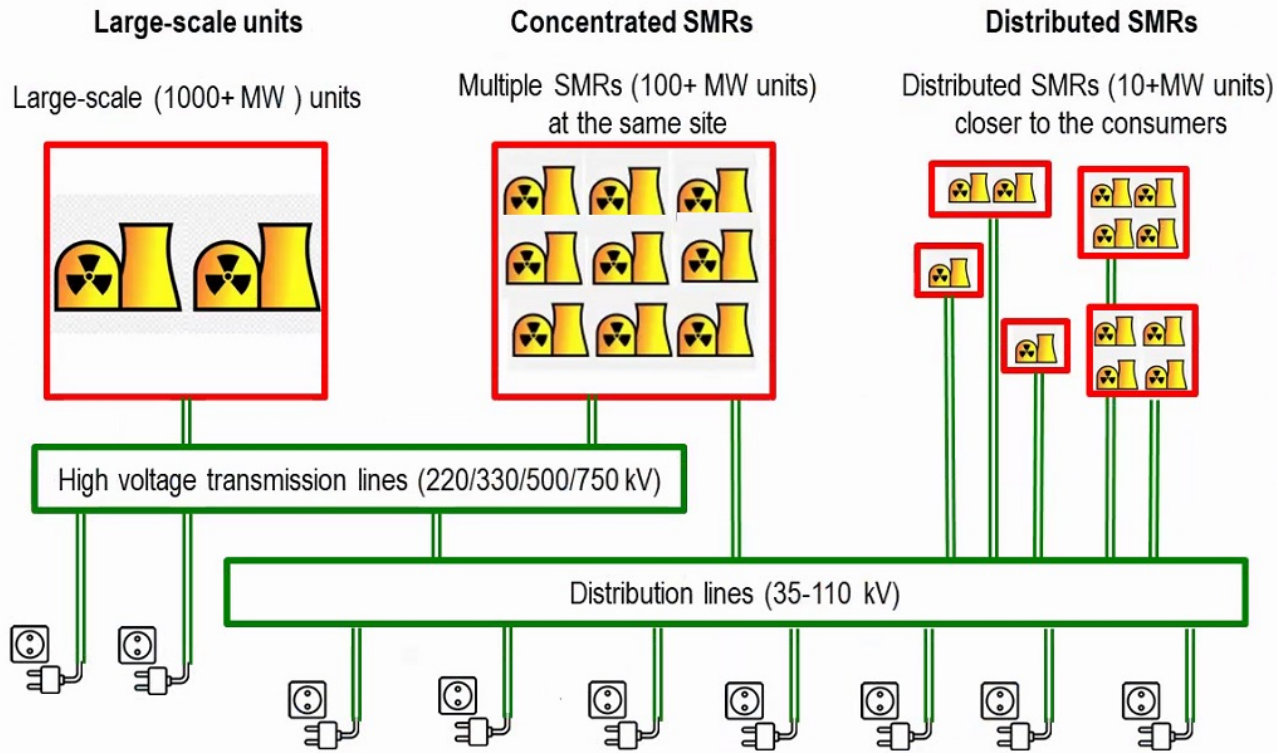 Large-scale units
Concentrated SMRs
Distributed SMRs
Large-scale (1000+ MW ) units
Multiple SMRs (100+ MW units)
at the same site
Distributed SMRs (10+MW units)
closer to the consumers
High voltage transmission lines (220/330/500/750 kV)
Distribution lines (35-110 kV)